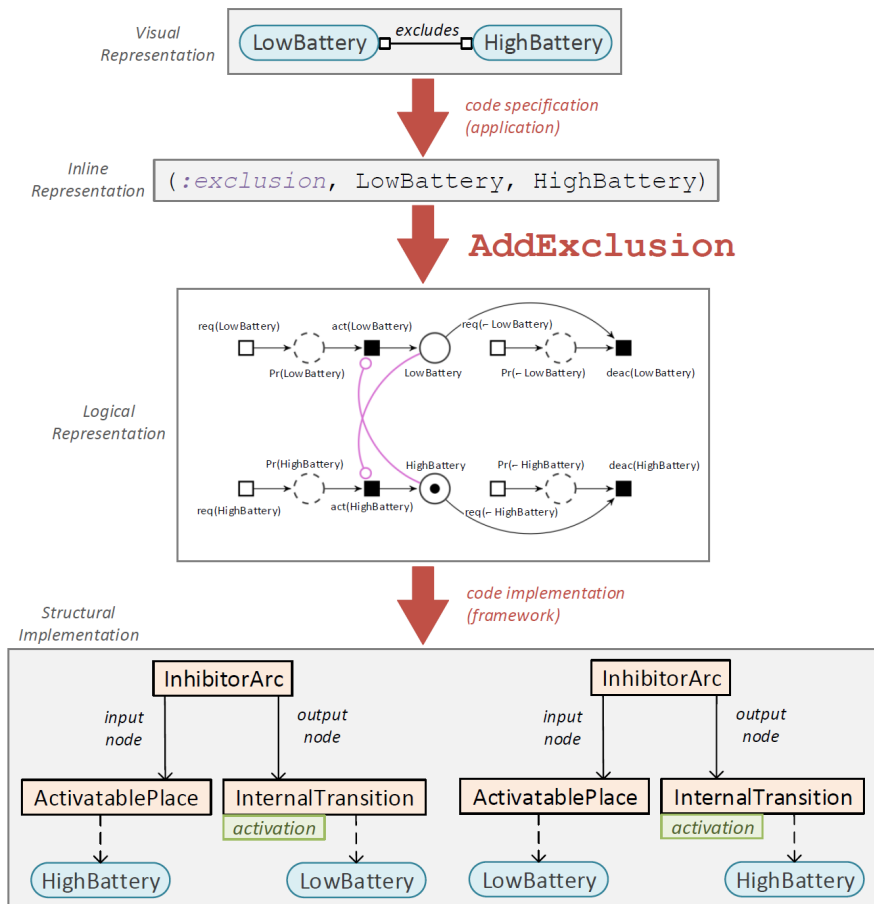 Visual
Representation
LowBattery
excludes
HighBattery
code specification
(application)
Inline
Representation
(:exclusion, LowBattery, HighBattery)
AddExclusion
Logical
Representation
req(LowBattery)
act(LowBattery)
req(⌐ LowBattery)
Pr(LowBattery)
LowBattery
Pr(⌐ LowBattery)
deac(LowBattery)
Pr(HighBattery)
HighBattery
Pr(⌐ HighBattery)
deac(HighBattery)
req(HighBattery)
act(HighBattery)
req(⌐ HighBattery)
code implementation
(framework)
Structural
Implementation
InhibitorArc
input
node
output
node
ActivatablePlace
InternalTransition
activation
HighBattery
LowBattery
InhibitorArc
input
node
output
node
ActivatablePlace
InternalTransition
activation
LowBattery
HighBattery